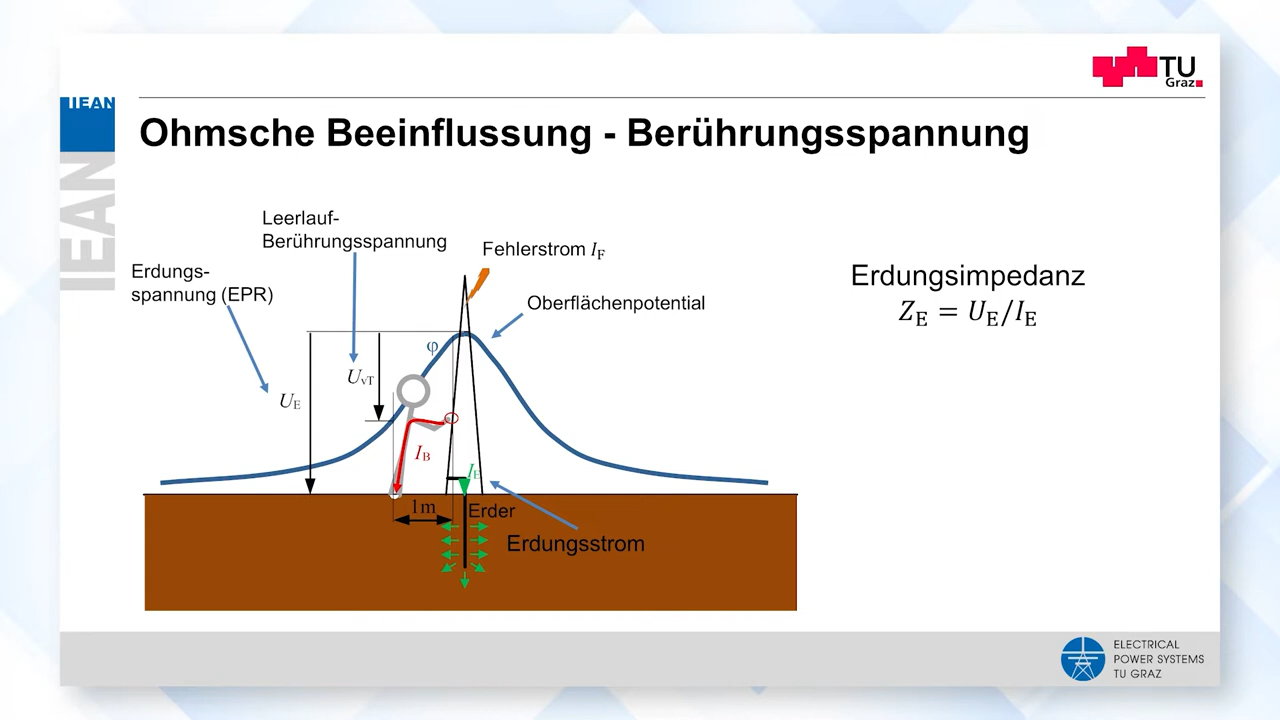 TU
Graz
IEAN
IEAN
Ohmsche Beeinflussung - Berührungsspannung
Leerlauf-
Berührungsspannung
Fehlerstrom I_F
Erdungs-
spannung (EPR)
Oberflächenpotential
Erdungsimpedanz
Z_E = U_E/I_E
φ
U_vT
U_E
I_B
I_E
1m
Erder
Erdungsstrom
ELECTRICAL
POWER SYSTEMS
TU GRAZ